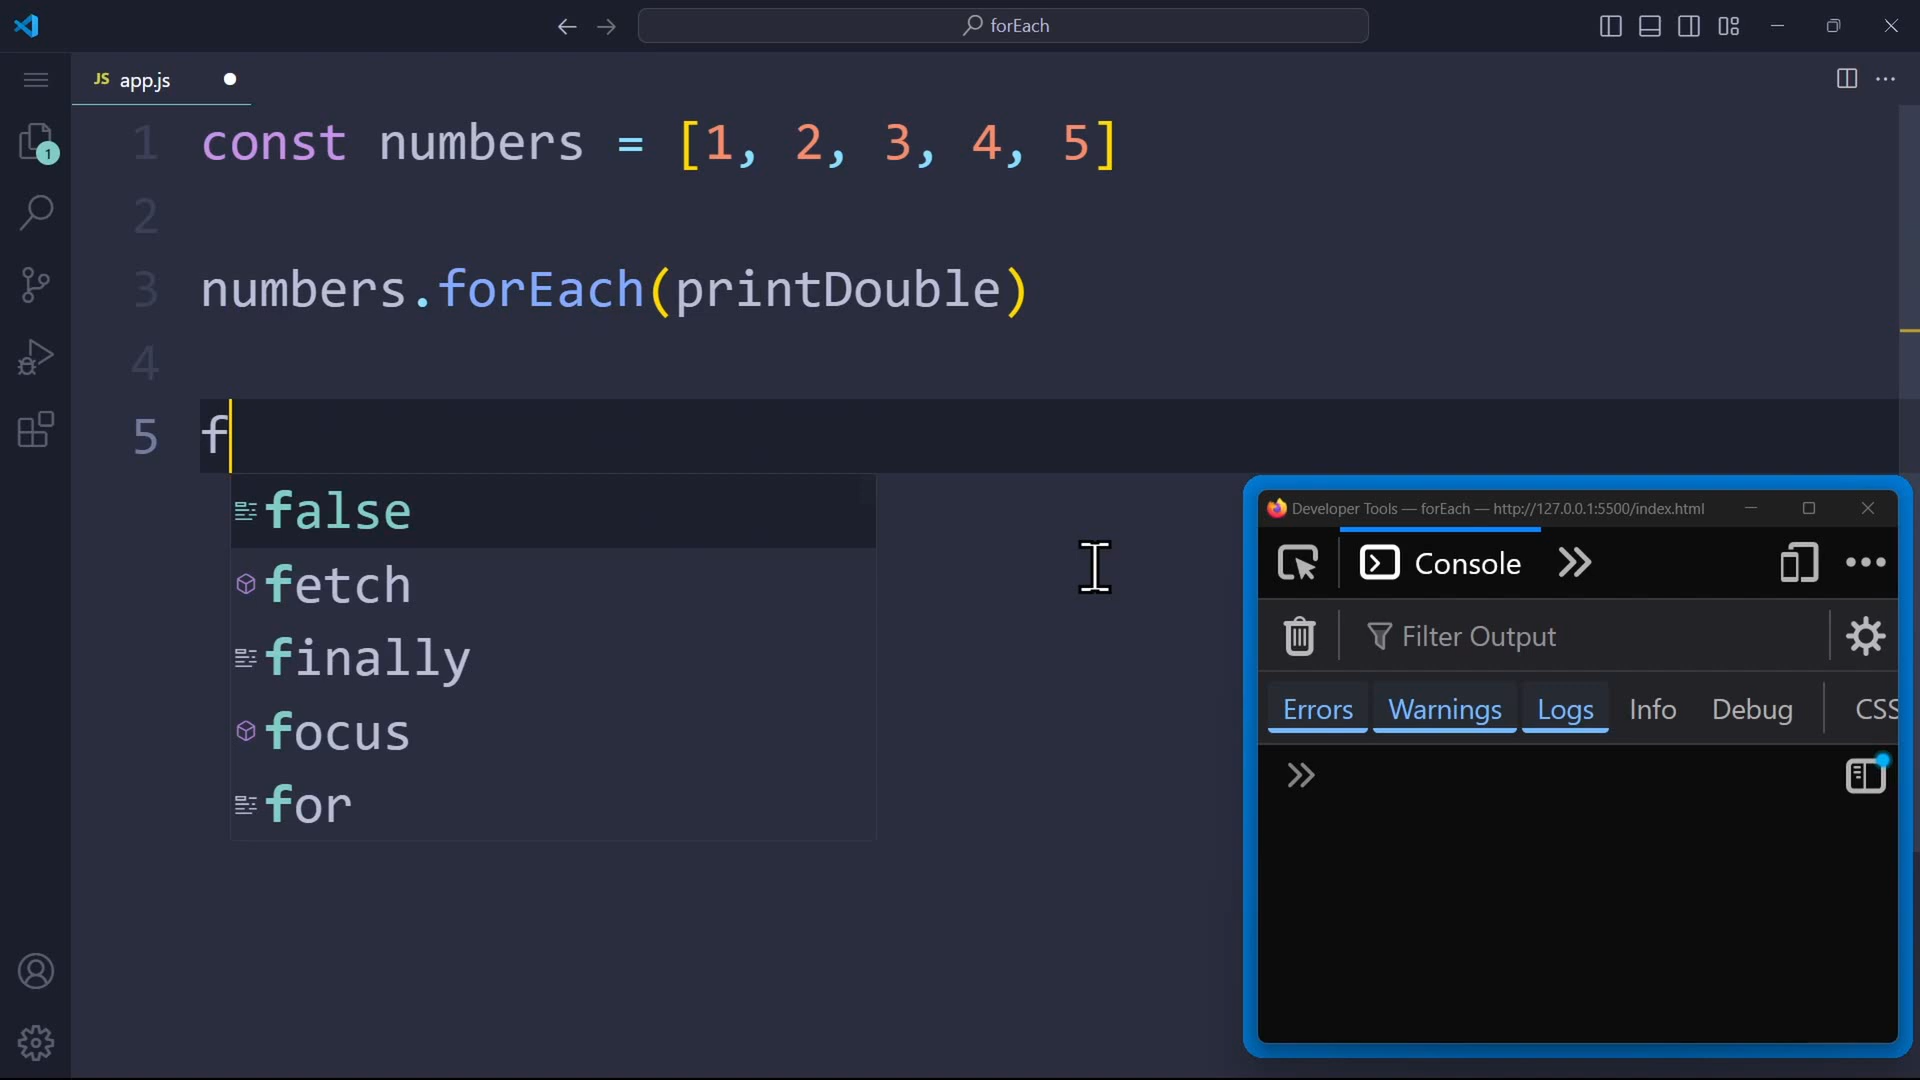 forEach
JS app.js
1 const numbers = [1, 2, 3, 4, 5]
2
3 numbers.forEach(printDouble)
4
5 f
false
fetch
finally
focus
for
1
Developer Tools — forEach — http://127.0.0.1:5500/index.html
Console
Filter Output
Errors Warnings Logs Info Debug CSS